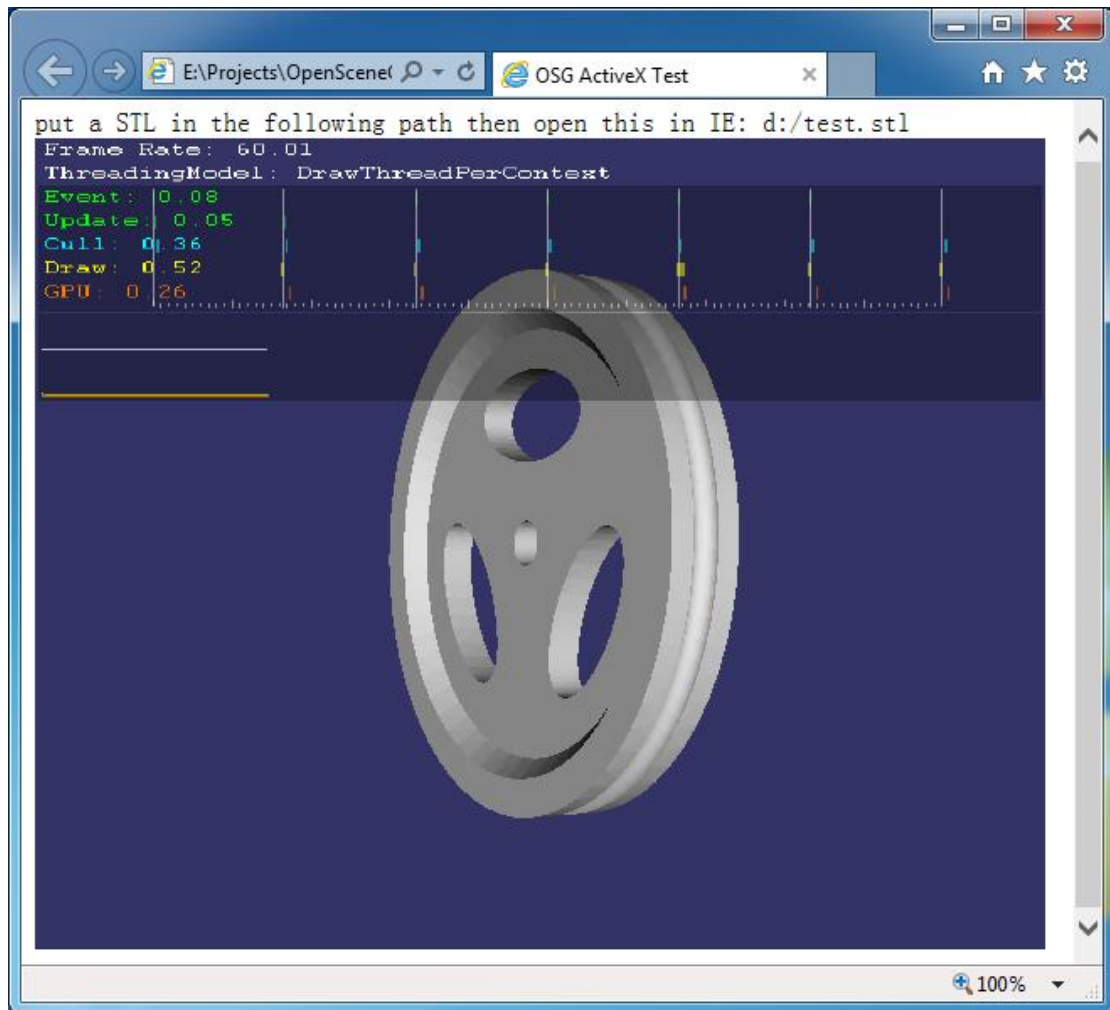 E:\Projects\OpenScene
OSG ActiveX Test
put a STL in the following path then open this in IE: d:/test.stl
Frame Rate: 60.01
ThreadingModel: DrawThreadPerContext
Event: 0.08
Update: 0.05
Cull: 0.36
Draw: 0.52
GPU: 0.26
100%